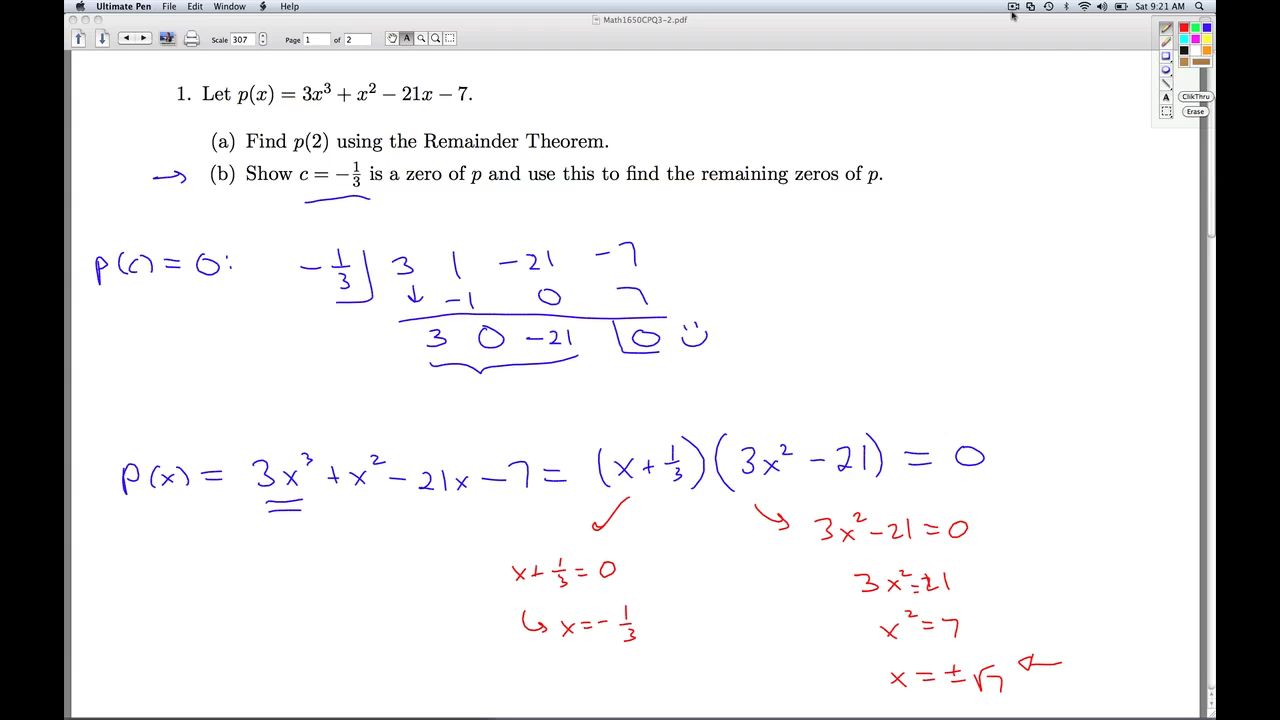 Ultimate Pen File Edit Window Help Sat 9:21 AM
Math1650CPQ3-2.pdf
Scale 307 Page 1 of 2
A
A
ClikThru
Erase
1. Let p(x) = 3x³ + x² − 21x − 7.
(a) Find p(2) using the Remainder Theorem.
→ (b) Show c = −1/3 is a zero of p and use this to find the remaining zeros of p.
p(c) = 0: −1/3 | 3 1 −21 −7
↓ −1 0 7
3 0 −21 | 0
p(x) = 3x³ + x² − 21x − 7 = (x + 1/3)(3x² − 21) = 0
3x² − 21 = 0
x + 1/3 = 0
3x² = 21
x = −1/3
x² = 7
x = ±√7